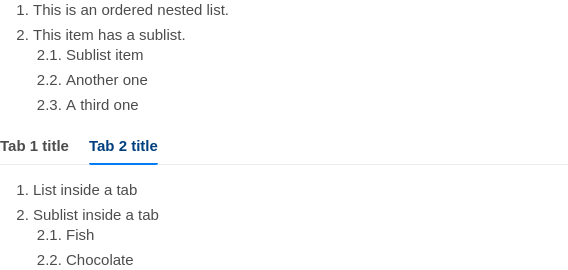 1. This is an ordered nested list.
2. This item has a sublist.
2.1. Sublist item
2.2. Another one
2.3. A third one
Tab 1 title Tab 2 title
1. List inside a tab
2. Sublist inside a tab
2.1. Fish
2.2. Chocolate